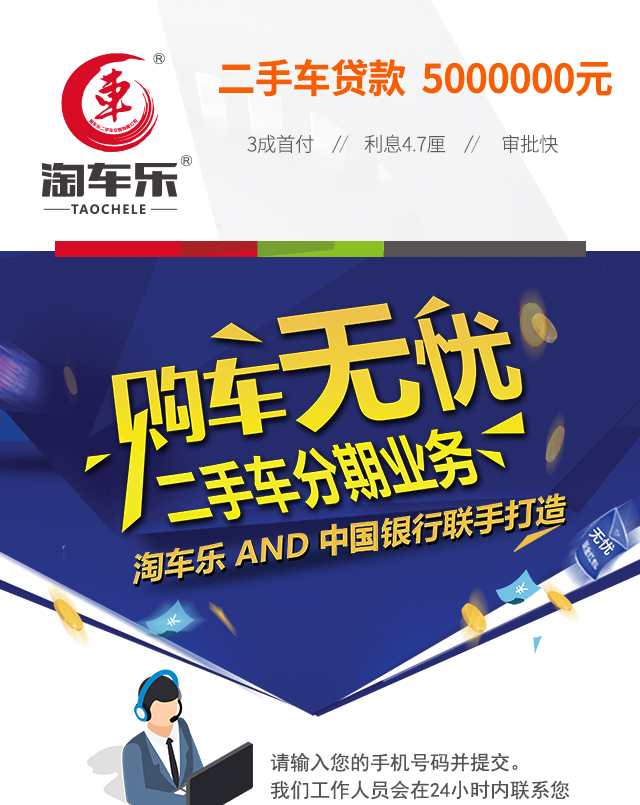 二手车贷款 5000000元
3成首付 // 利息4.7厘 // 审批快
車
®
淘车乐®
TAOCHELE
购车无忧
二手车分期业务
淘车乐 AND 中国银行联手打造
无忧
请输入您的手机号码并提交。
我们工作人员会在24小时内联系您